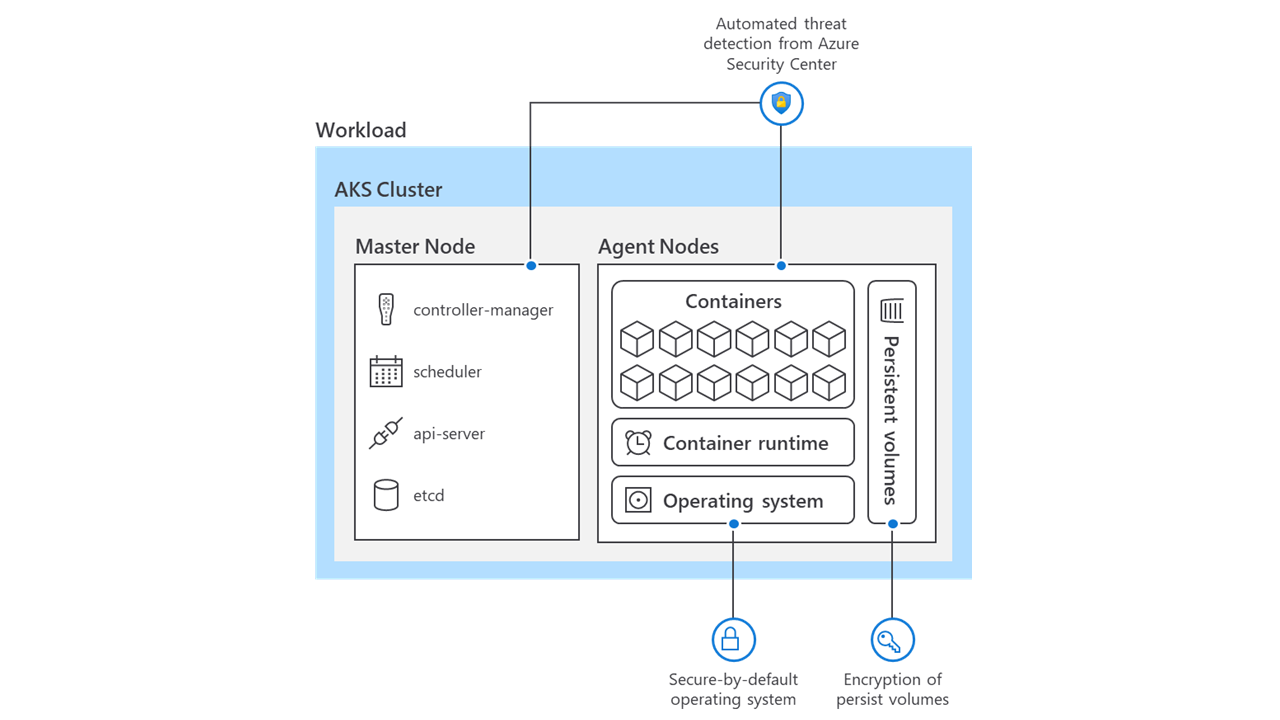 Automated threat
detection from Azure
Security Center
Workload
AKS Cluster
Master Node
controller-manager
scheduler
api-server
etcd
Agent Nodes
Containers
Container runtime
Operating system
Persistent volumes
Secure-by-default
operating system
Encryption of
persist volumes